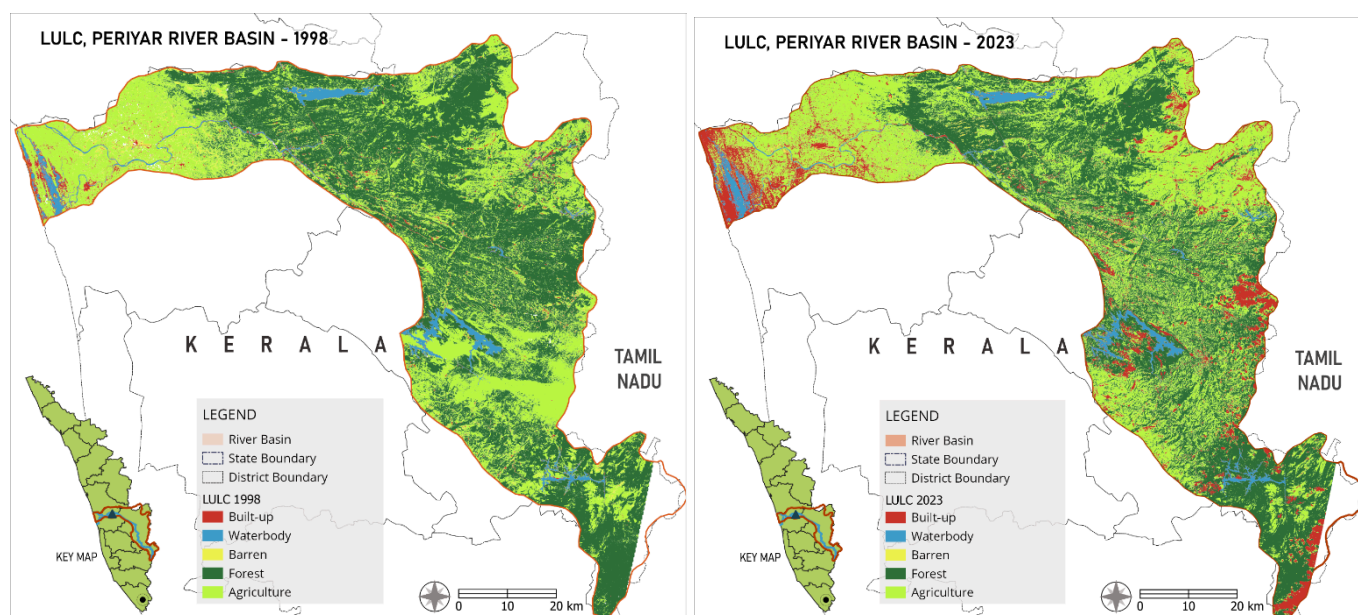 LULC, PERIYAR RIVER BASIN - 1998
KERALA
TAMIL
NADU
LEGEND
River Basin
State Boundary
District Boundary
LULC 1998
Built-up
Waterbody
Barren
Forest
Agriculture
KEY MAP
0 10 20 km
LULC, PERIYAR RIVER BASIN - 2023
KERALA
TAMIL
NADU
LEGEND
River Basin
State Boundary
District Boundary
LULC 2023
Built-up
Waterbody
Barren
Forest
Agriculture
KEY MAP
0 10 20 km